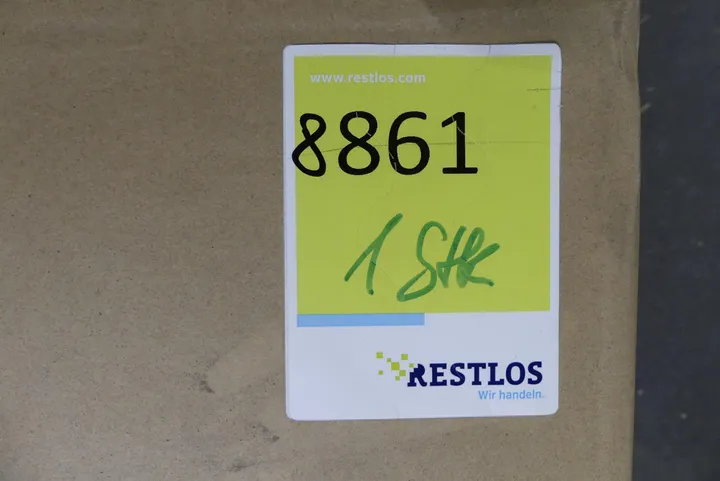 www.restlos.com
8861
1 Stk
RESTLOS
Wir handeln.